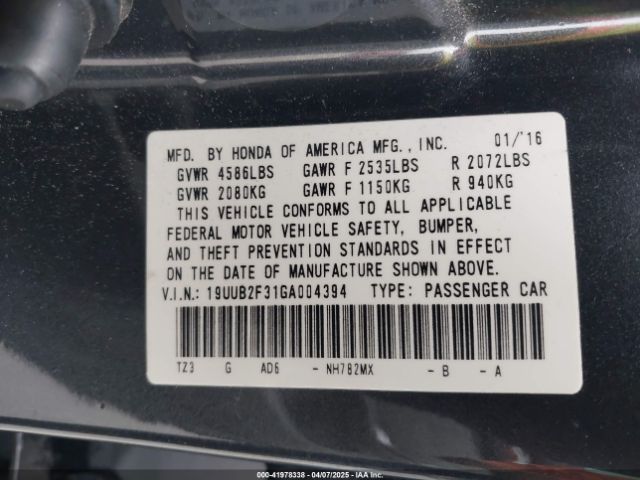 MFD. BY HONDA OF AMERICA MFG., INC. 01/'16
GVWR 4586LBS GAWR F 2535LBS R 2072LBS
GVWR 2080KG GAWR F 1150KG R 940KG
THIS VEHICLE CONFORMS TO ALL APPLICABLE
FEDERAL MOTOR VEHICLE SAFETY, BUMPER,
AND THEFT PREVENTION STANDARDS IN EFFECT
ON THE DATE OF MANUFACTURE SHOWN ABOVE.
V.I.N.: 19UUB2F31GA004394 TYPE: PASSENGER CAR
TZ3 G AD6 - NH782MX - B - A
000-41978338 - 04/07/2025 - IAA Inc.